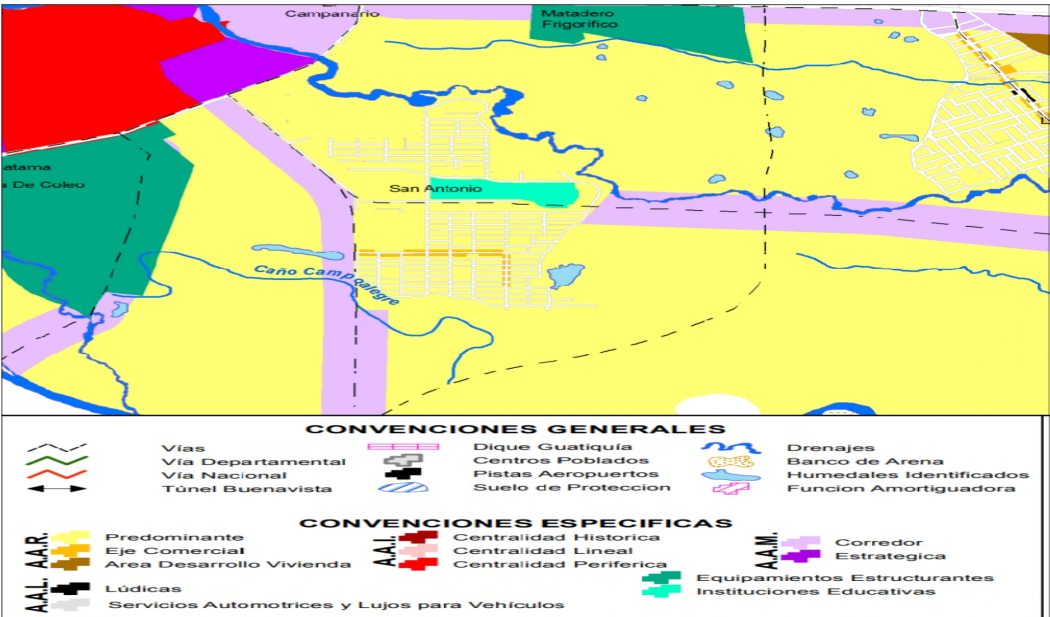 Campanario
Matadero
Frigorifico
atama
a De Coleo
San Antonio
Caño Campoalegre
CONVENCIONES GENERALES
Vías
Vía Departamental
Vía Nacional
Túnel Buenavista
Dique Guatiquía
Centros Poblados
Pistas Aeropuertos
Suelo de Proteccion
Drenajes
Banco de Arena
Humedales Identificados
Funcion Amortiguadora
CONVENCIONES ESPECIFICAS
A.A.R.
Predominante
Eje Comercial
Area Desarrollo Vivienda
A.A.I.
Centralidad Historica
Centralidad Lineal
Centralidad Periferica
A.A.M.
Corredor
Estrategica
A.A.L.
Lúdicas
Servicios Automotrices y Lujos para Vehículos
Equipamientos Estructurantes
Instituciones Educativas